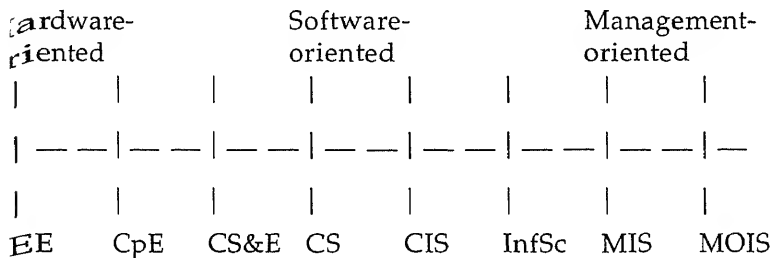 ardware-
riented
Software-
oriented
Management-
oriented
EE CpE CS&E CS CIS InfSc MIS MOIS